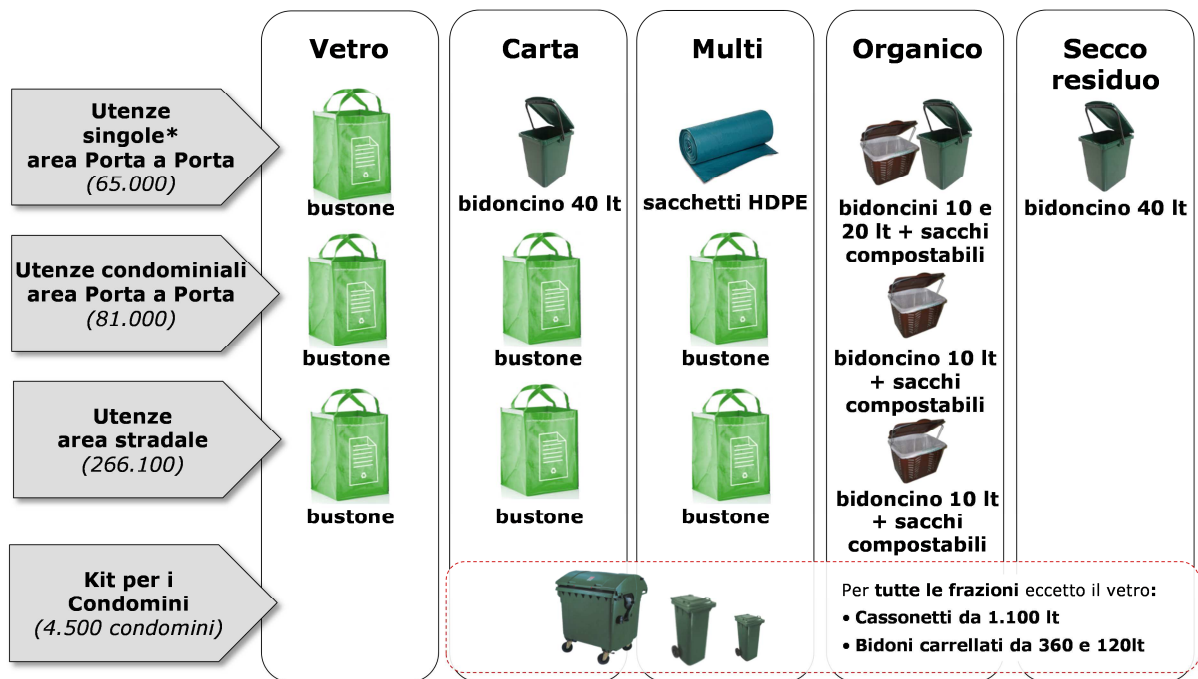 Vetro
Carta
Multi
Organico
Secco
residuo
Utenze
singole*
area Porta a Porta
(65.000)
bustone
bidoncino 40 lt
sacchetti HDPE
bidoncini 10 e
20 lt + sacchi
compostabili
bidoncino 40 lt
Utenze condominiali
area Porta a Porta
(81.000)
bustone
bustone
bustone
bidoncino 10 lt
+ sacchi
compostabili
Utenze
area stradale
(266.100)
bustone
bustone
bustone
bidoncino 10 lt
+ sacchi
compostabili
Kit per i
Condomini
(4.500 condomini)
Per tutte le frazioni eccetto il vetro:
• Cassonetti da 1.100 lt
• Bidoni carrellati da 360 e 120lt